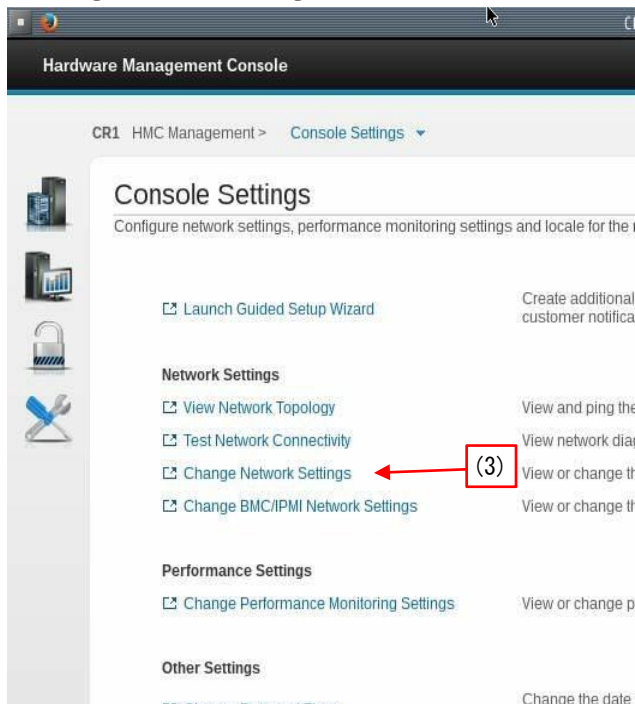 Hardware Management Console
CR1 HMC Management > Console Settings
Console Settings
Configure network settings, performance monitoring settings and locale for the
Launch Guided Setup Wizard
Create additional
customer notifica
Network Settings
View Network Topology
View and ping the
Test Network Connectivity
View network diag
Change Network Settings
(3)
View or change th
Change BMC/IPMI Network Settings
View or change th
Performance Settings
Change Performance Monitoring Settings
View or change p
Other Settings
Change the date